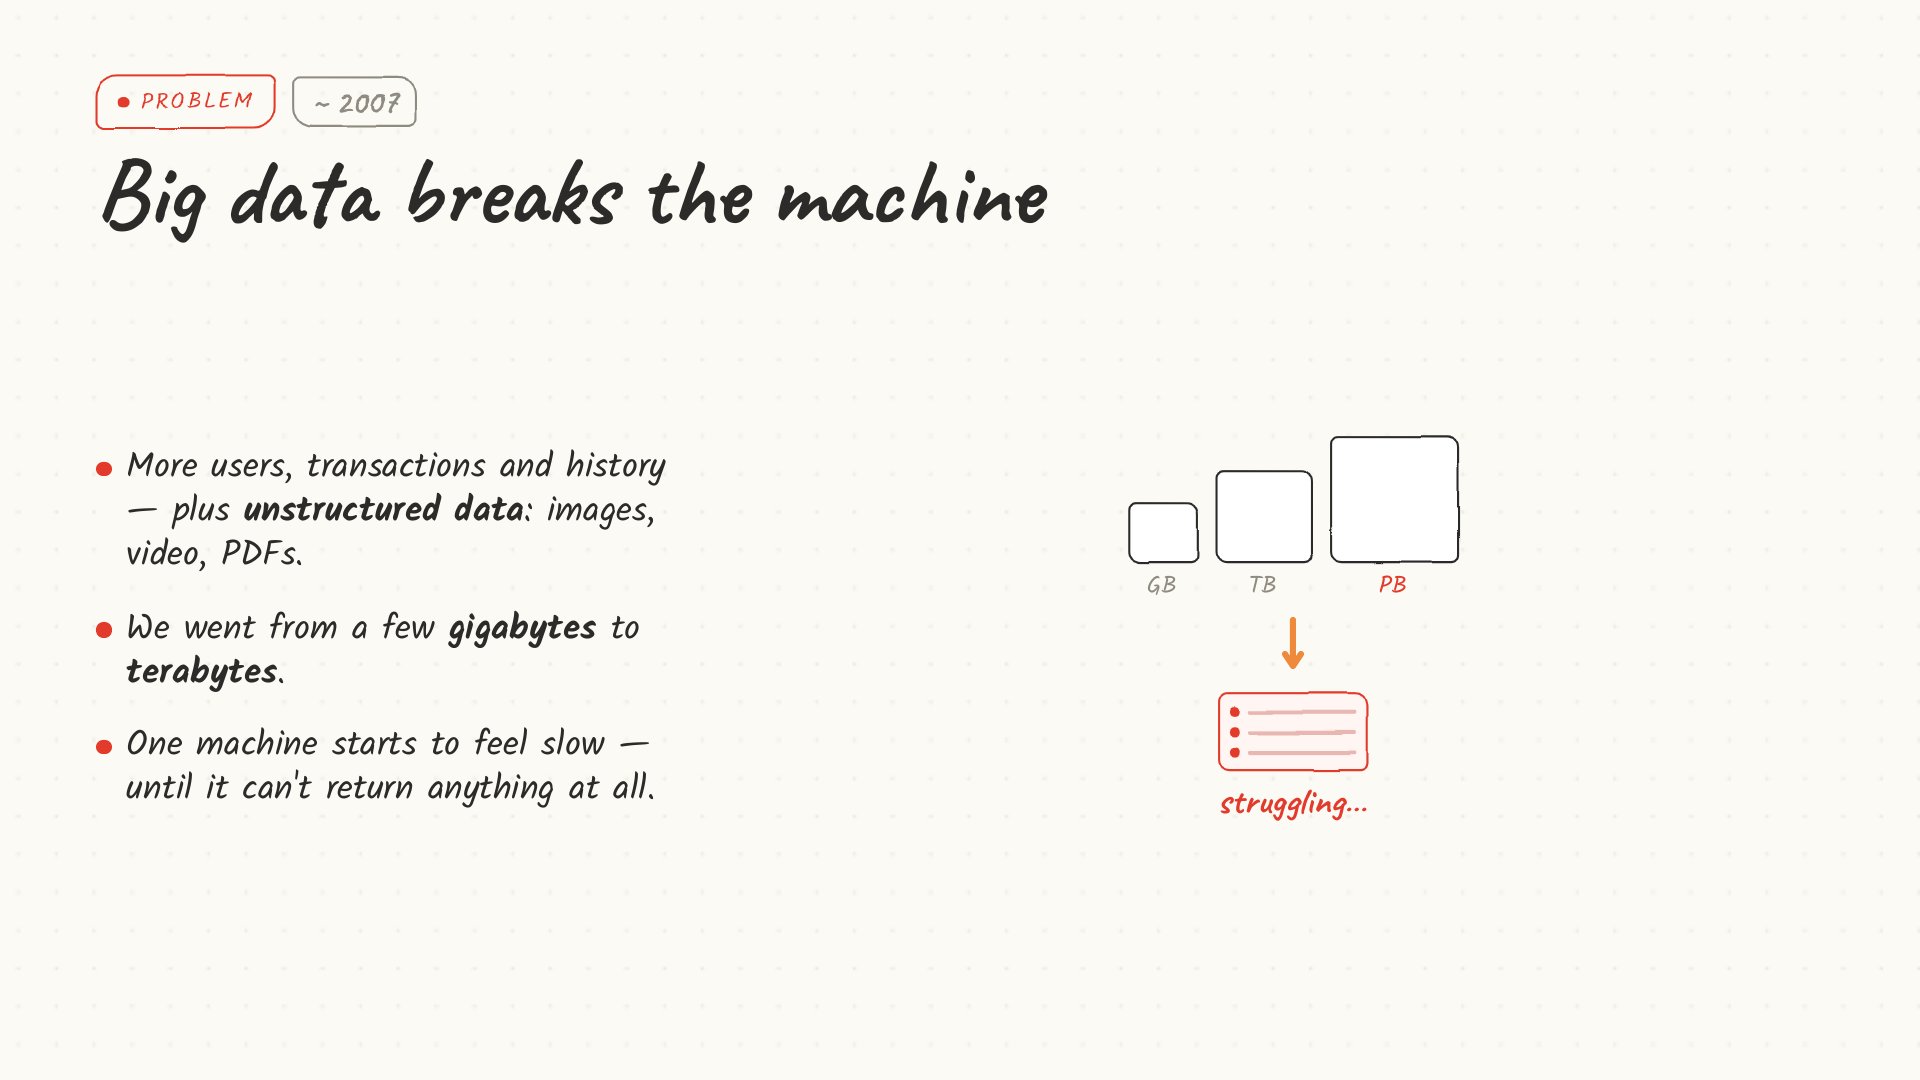 PROBLEM
~ 2007
Big data breaks the machine
More users, transactions and history
— plus unstructured data: images,
video, PDFs.
We went from a few gigabytes to
terabytes.
One machine starts to feel slow —
until it can't return anything at all.
GB
TB
PB
struggling...